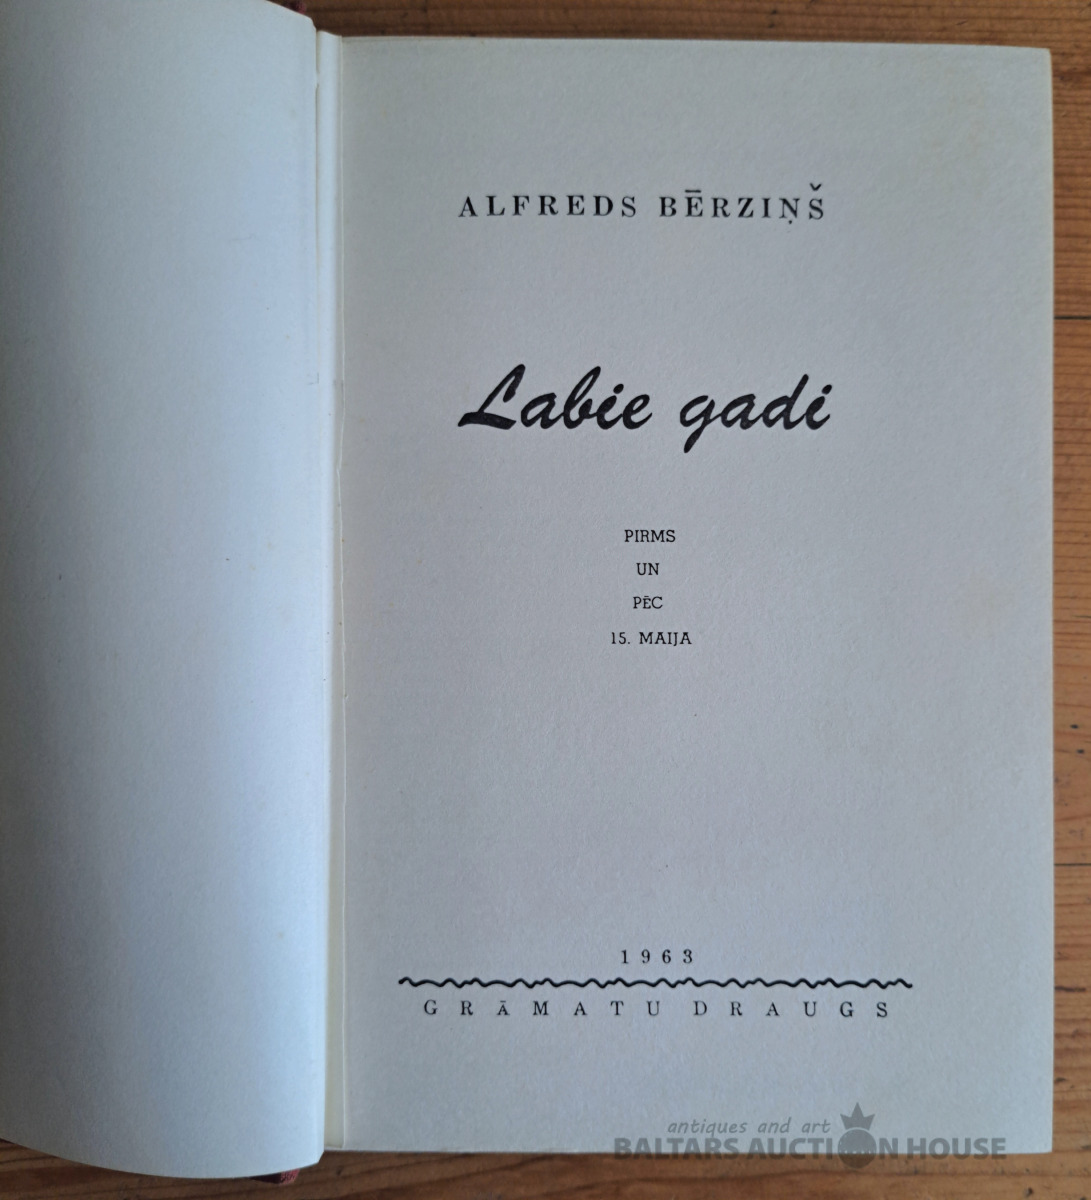 ALFREDS BĒRZIŅŠ
Labie gadi
PIRMS
UN
PĒC
15. MAIJA
1963
GRĀMATU DRAUGS
antiques and art
BALTARS AUCTION HOUSE